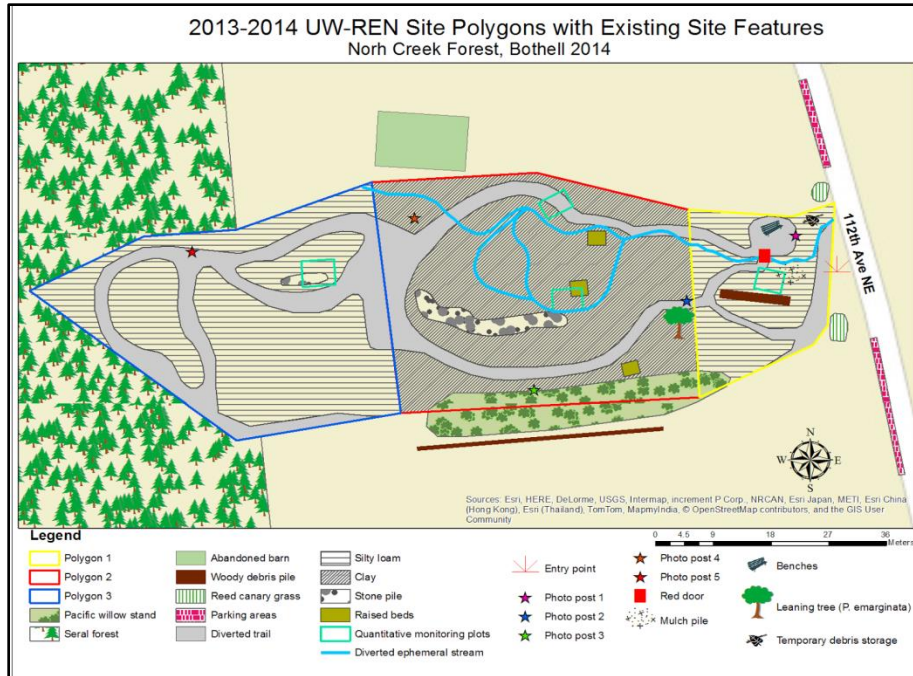 2013-2014 UW-REN Site Polygons with Existing Site Features
Norh Creek Forest, Bothell 2014
112th Ave NE
N
W
E
S
Sources: Esri, HERE, DeLorme, USGS, Intermap, increment P Corp., NRCAN, Esri Japan, METI, Esri China
(Hong Kong), Esri (Thailand), TomTom, MapmyIndia, © OpenStreetMap contributors, and the GIS User
Community
0 4.5 9 18 27 36
Meters
Legend
Polygon 1
Polygon 2
Polygon 3
Pacific willow stand
Seral forest
Abandoned barn
Woody debris pile
Reed canary grass
Parking areas
Diverted trail
Silty loam
Clay
Stone pile
Raised beds
Quantitative monitoring plots
Diverted ephemeral stream
Entry point
Photo post 1
Photo post 2
Photo post 3
Photo post 4
Photo post 5
Red door
Mulch pile
Benches
Leaning tree (P. emarginata)
Temporary debris storage